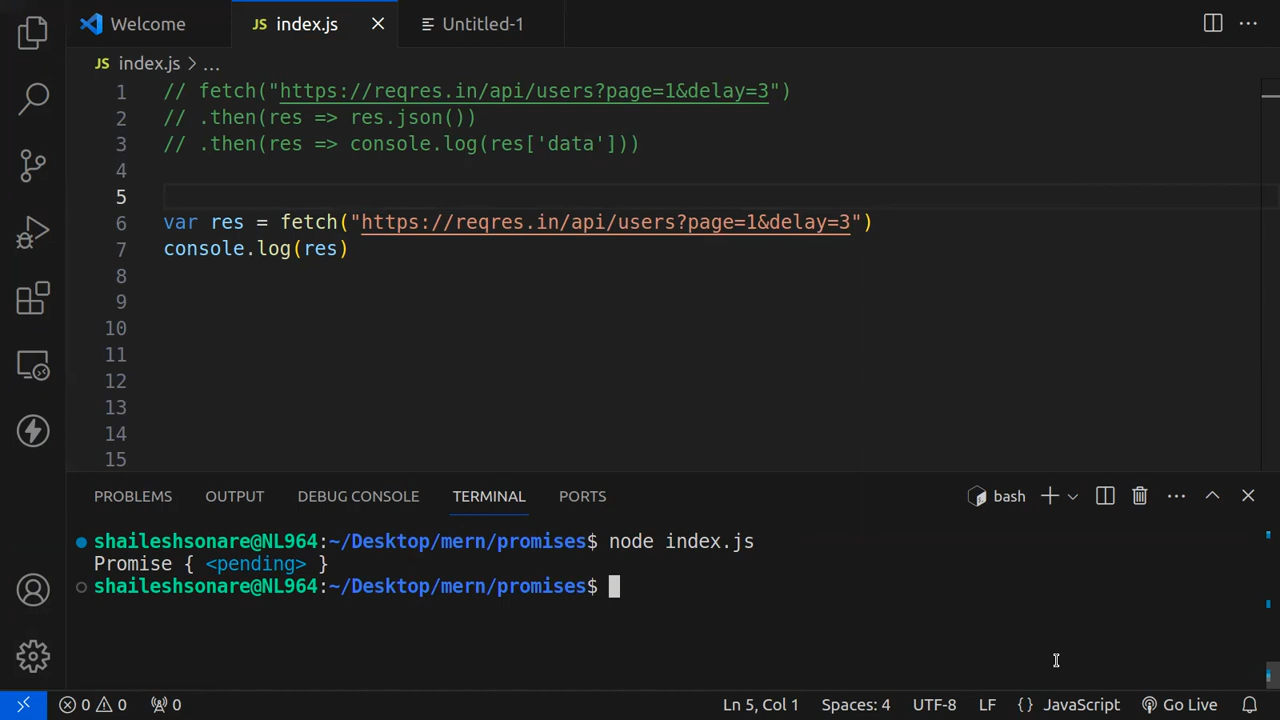 Welcome
JS index.js
Untitled-1
JS index.js > ...
1 // fetch("https://reqres.in/api/users?page=1&delay=3")
2 // .then(res => res.json())
3 // .then(res => console.log(res['data']))
4
5
6 var res = fetch("https://reqres.in/api/users?page=1&delay=3")
7 console.log(res)
8
9
10
11
12
13
14
15
PROBLEMS OUTPUT DEBUG CONSOLE TERMINAL PORTS bash
shaileshsonare@NL964:~/Desktop/mern/promises$ node index.js
Promise { <pending> }
shaileshsonare@NL964:~/Desktop/mern/promises$
0 0 0 Ln 5, Col 1 Spaces: 4 UTF-8 LF {} JavaScript Go Live